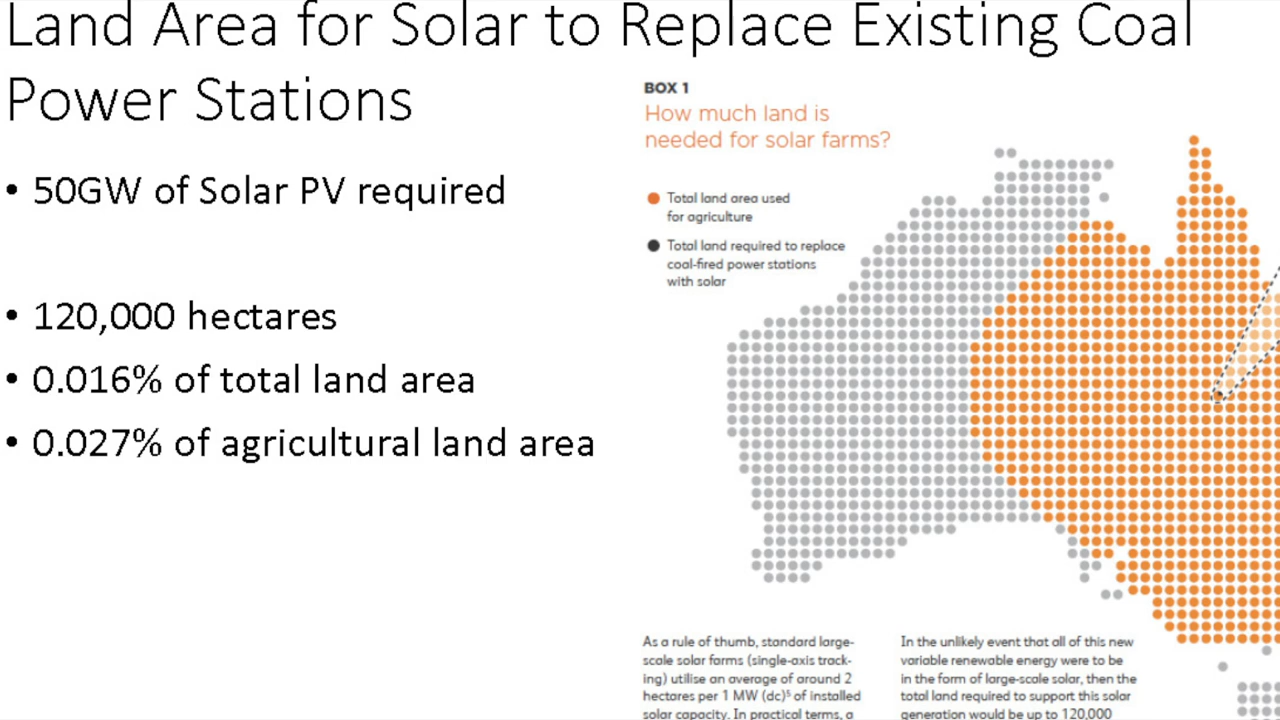 Land Area for Solar to Replace Existing Coal
Power Stations
• 50GW of Solar PV required
• 120,000 hectares
• 0.016% of total land area
• 0.027% of agricultural land area
BOX 1
How much land is
needed for solar farms?
Total land area used
for agriculture
Total land required to replace
coal-fired power stations
with solar
As a rule of thumb, standard large-
scale solar farms (single-axis track-
ing) utilise an average of around 2
hectares per 1 MW (dc)⁵ of installed
solar capacity. In practical terms, a
In the unlikely event that all of this new
variable renewable energy were to be
in the form of large-scale solar, then the
total land required to support this solar
generation would be up to 120,000